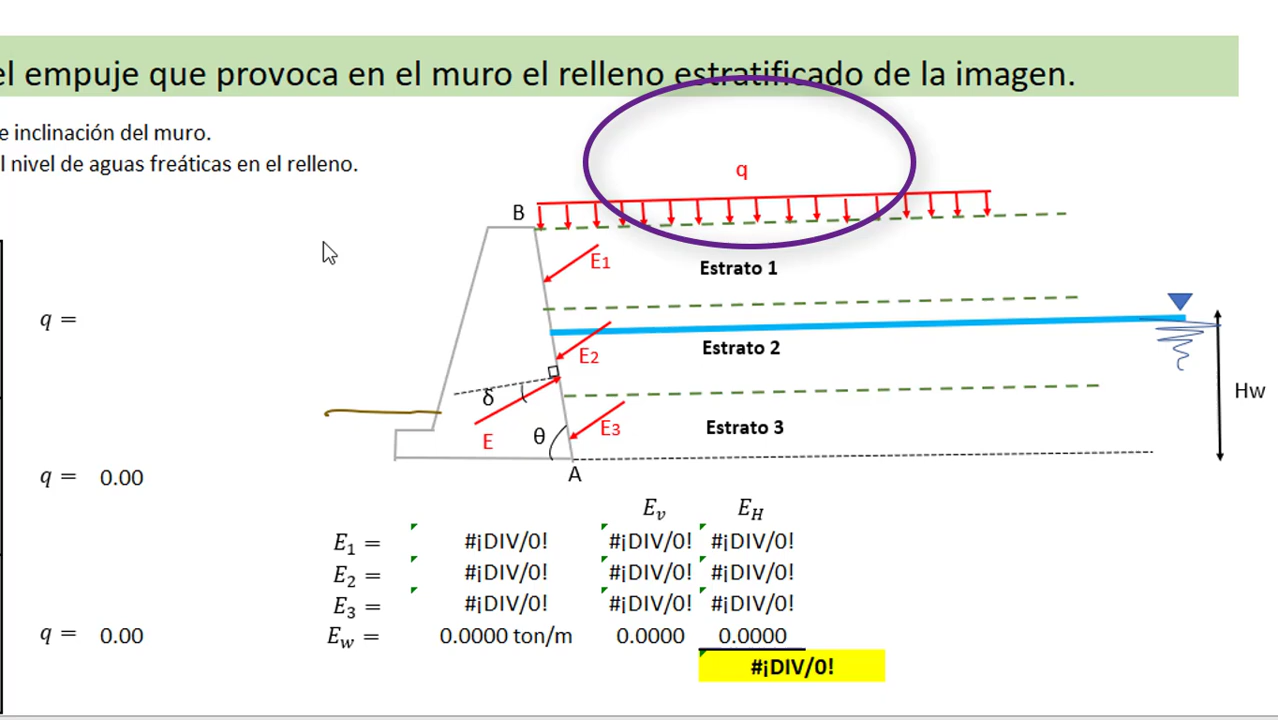 el empuje que provoca en el muro el relleno estratificado de la imagen.
e inclinación del muro.
l nivel de aguas freáticas en el relleno.
q
B
E1
Estrato 1
q =
E2
Estrato 2
δ
Hw
E
θ
E3
Estrato 3
A
q = 0.00
Ev EH
E1 = #¡DIV/0! #¡DIV/0! #¡DIV/0!
E2 = #¡DIV/0! #¡DIV/0! #¡DIV/0!
E3 = #¡DIV/0! #¡DIV/0! #¡DIV/0!
q = 0.00
Ew = 0.0000 ton/m 0.0000 0.0000
#¡DIV/0!